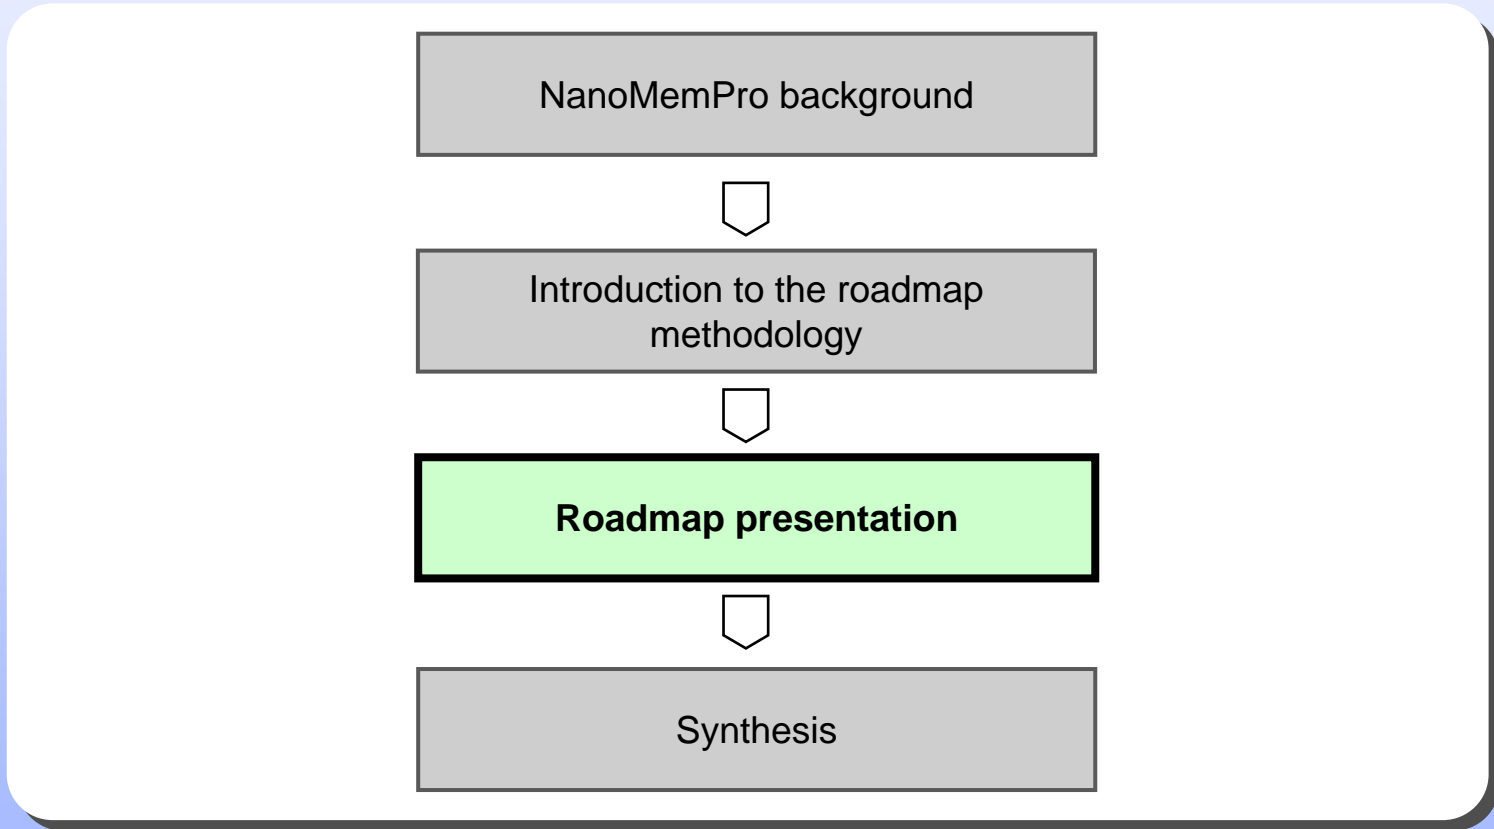 NanoMemPro background
Introduction to the roadmap
methodology
Roadmap presentation
Synthesis